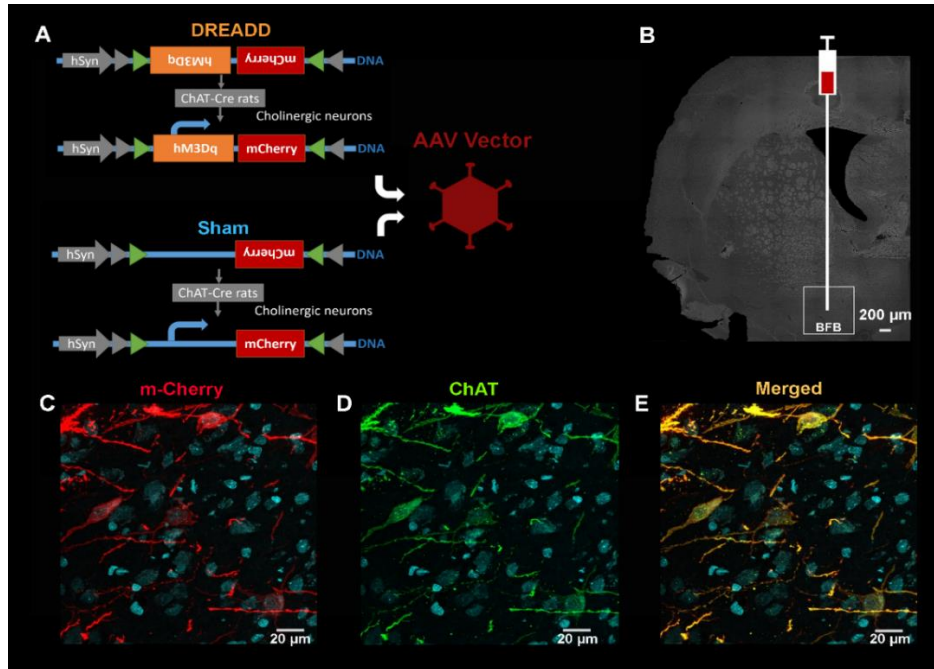 A
DREADD
hSyn hM3Dq mCherry DNA
ChAT-Cre rats
Cholinergic neurons
hSyn hM3Dq mCherry DNA
AAV Vector
Sham
hSyn mCherry DNA
ChAT-Cre rats
Cholinergic neurons
hSyn mCherry DNA
B
200 µm
BFB
C m-Cherry
20 µm
D ChAT
20 µm
E Merged
20 µm